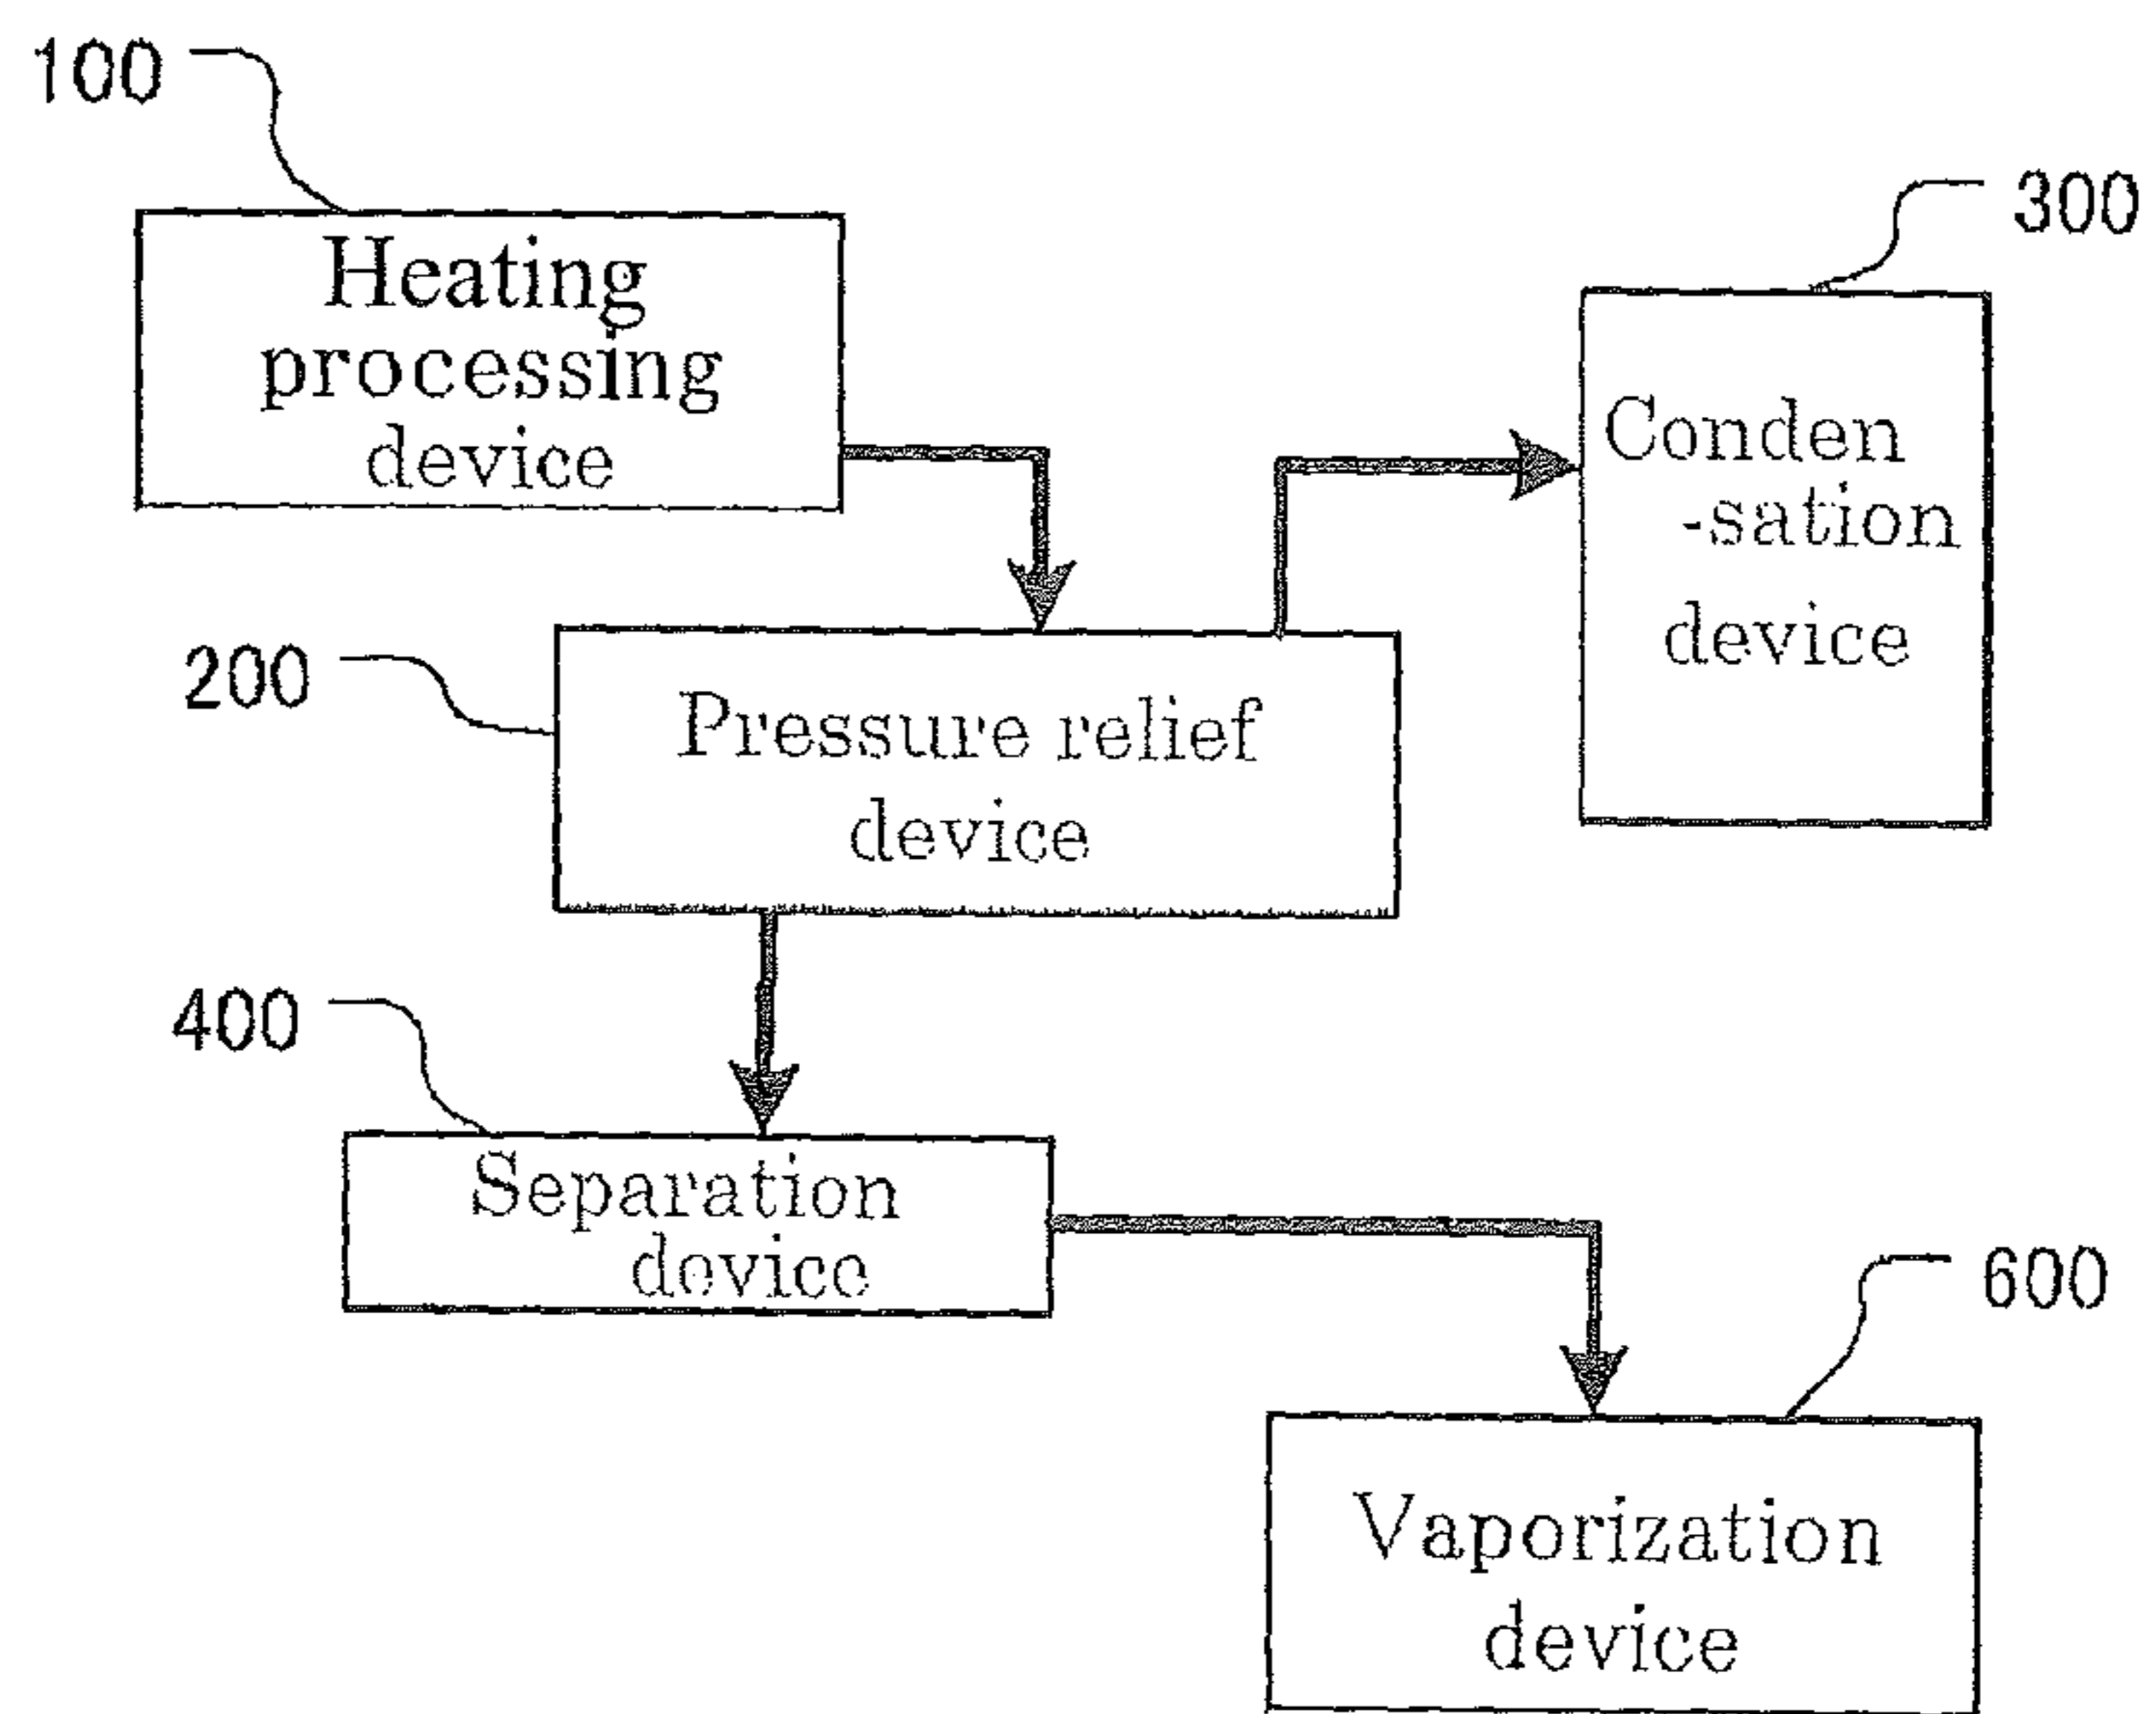 100
Heating
processing
device
300
Conden
-sation
device
200
Pressure relief
device
400
Separation
device
600
Vaporization
device